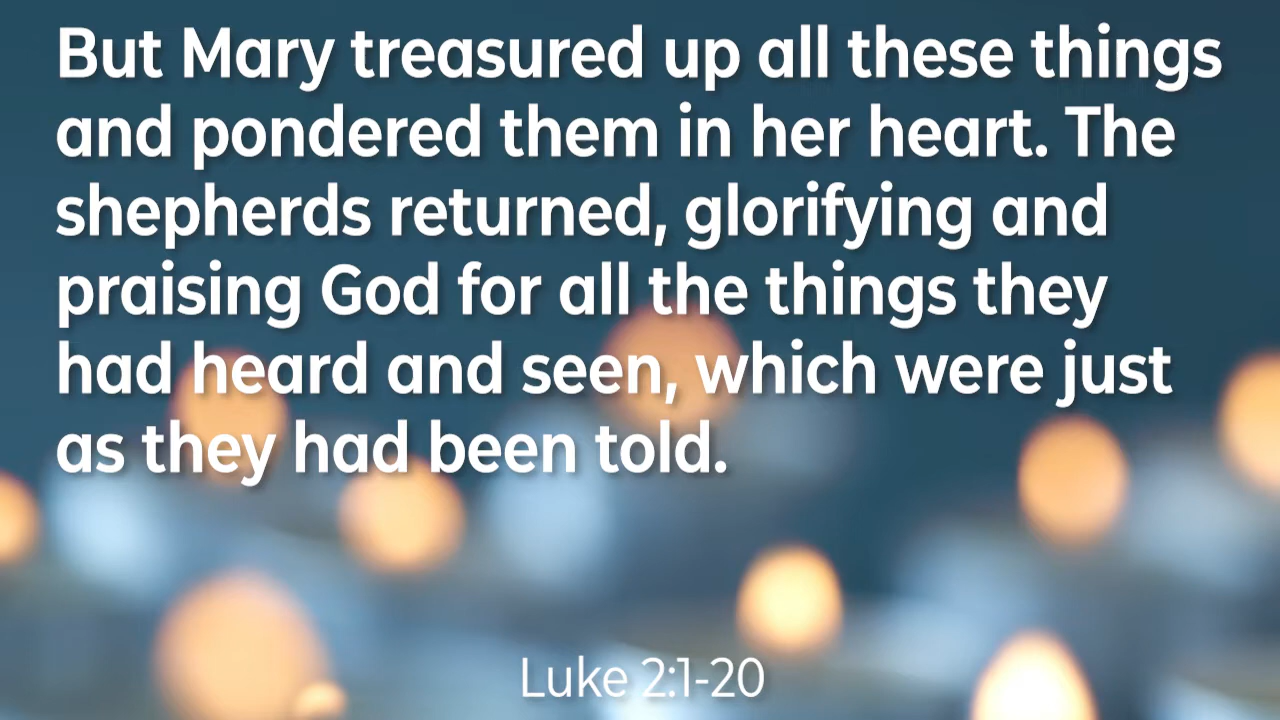 But Mary treasured up all these things
and pondered them in her heart. The
shepherds returned, glorifying and
praising God for all the things they
had heard and seen, which were just
as they had been told.
Luke 2:1-20